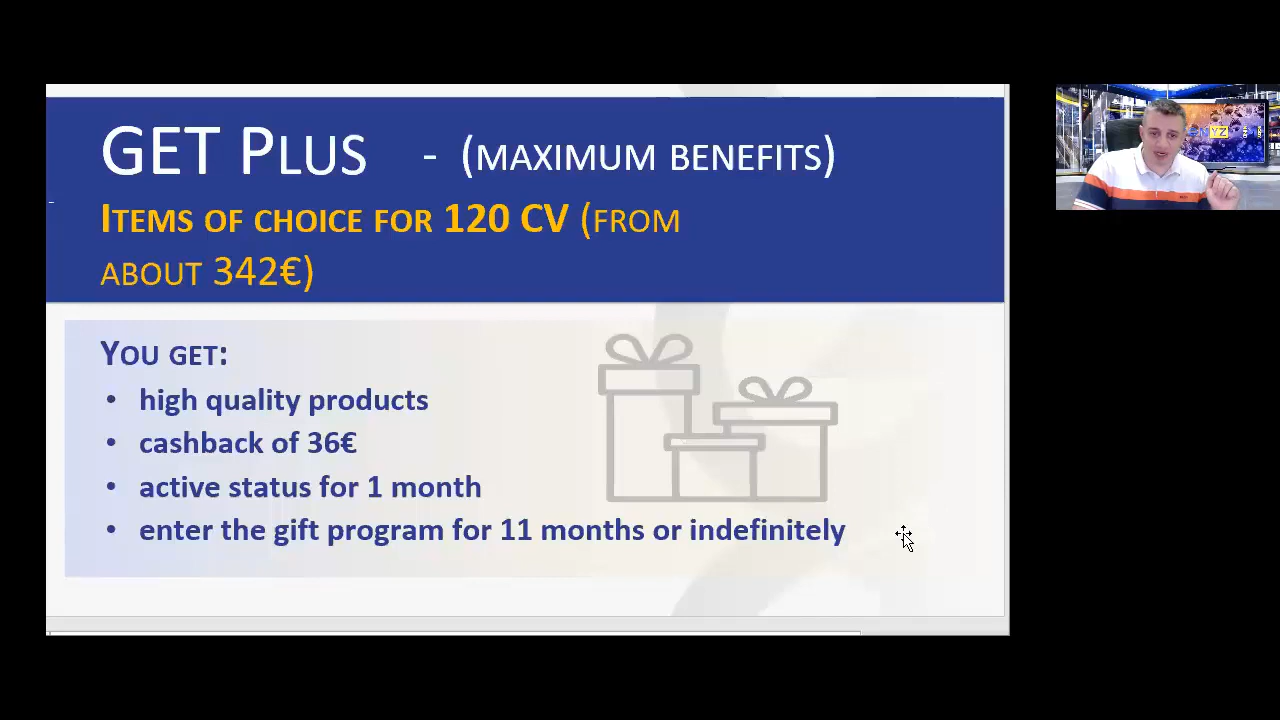 GET PLUS - (MAXIMUM BENEFITS)
ITEMS OF CHOICE FOR 120 CV (FROM
ABOUT 342€)
YOU GET:
• high quality products
• cashback of 36€
• active status for 1 month
• enter the gift program for 11 months or indefinitely